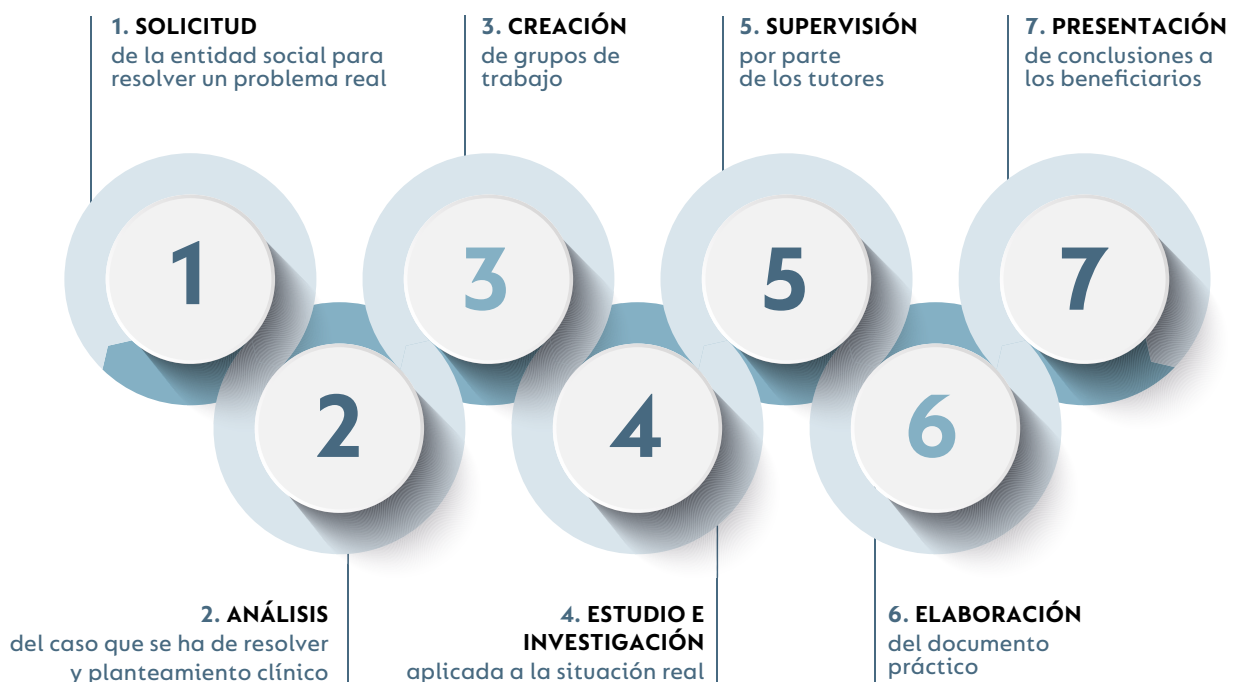 1. SOLICITUD
de la entidad social para
resolver un problema real
3. CREACIÓN
de grupos de
trabajo
5. SUPERVISIÓN
por parte
de los tutores
7. PRESENTACIÓN
de conclusiones a
los beneficiarios
1
3
5
7
2
4
6
2. ANÁLISIS
del caso que se ha de resolver
y planteamiento clínico
4. ESTUDIO E
INVESTIGACIÓN
aplicada a la situación real
6. ELABORACIÓN
del documento
práctico